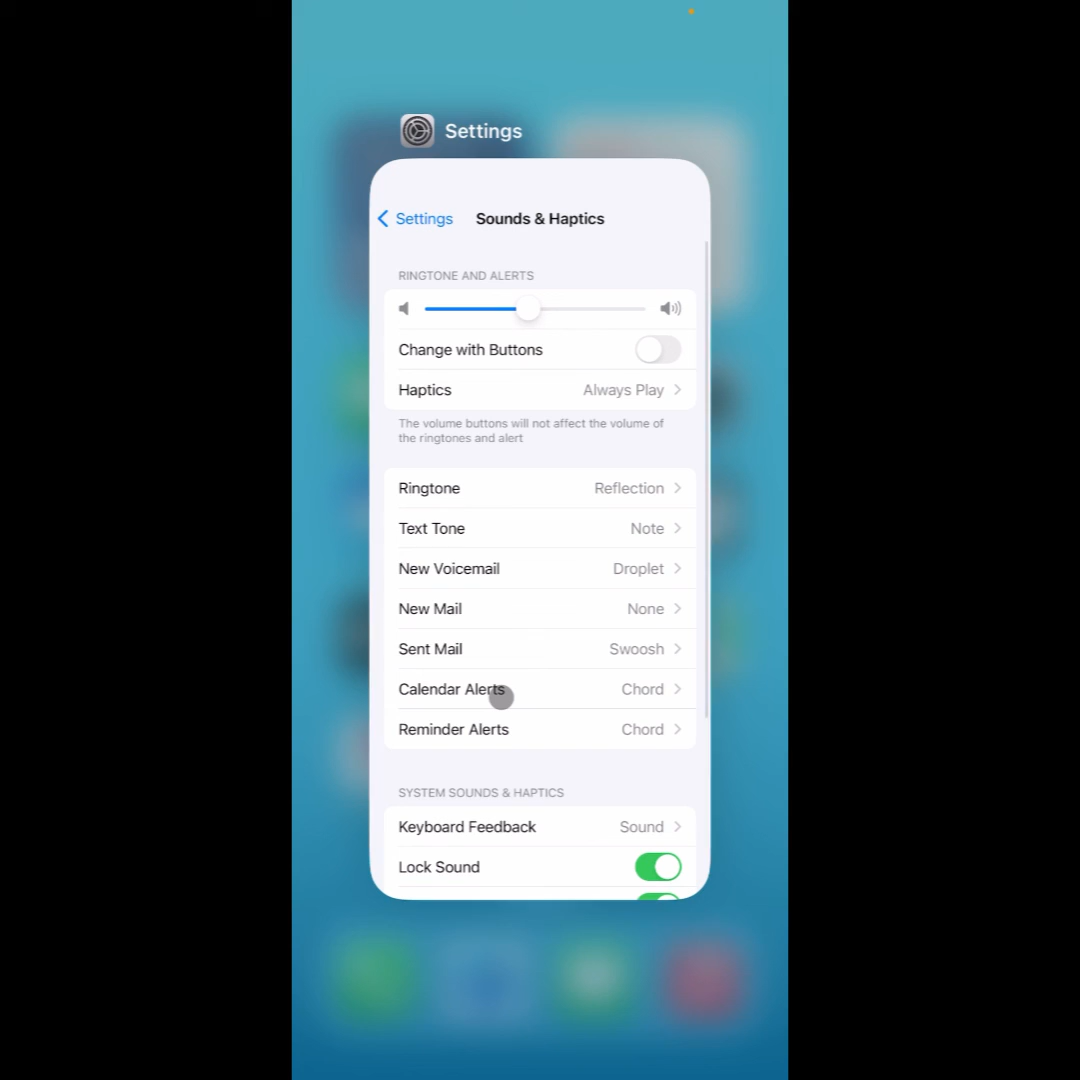 Settings
Settings
Sounds & Haptics
RINGTONE AND ALERTS
Change with Buttons
Haptics Always Play
The volume buttons will not affect the volume of
the ringtones and alert
Ringtone Reflection
Text Tone Note
New Voicemail Droplet
New Mail None
Sent Mail Swoosh
Calendar Alerts Chord
Reminder Alerts Chord
SYSTEM SOUNDS & HAPTICS
Keyboard Feedback Sound
Lock Sound